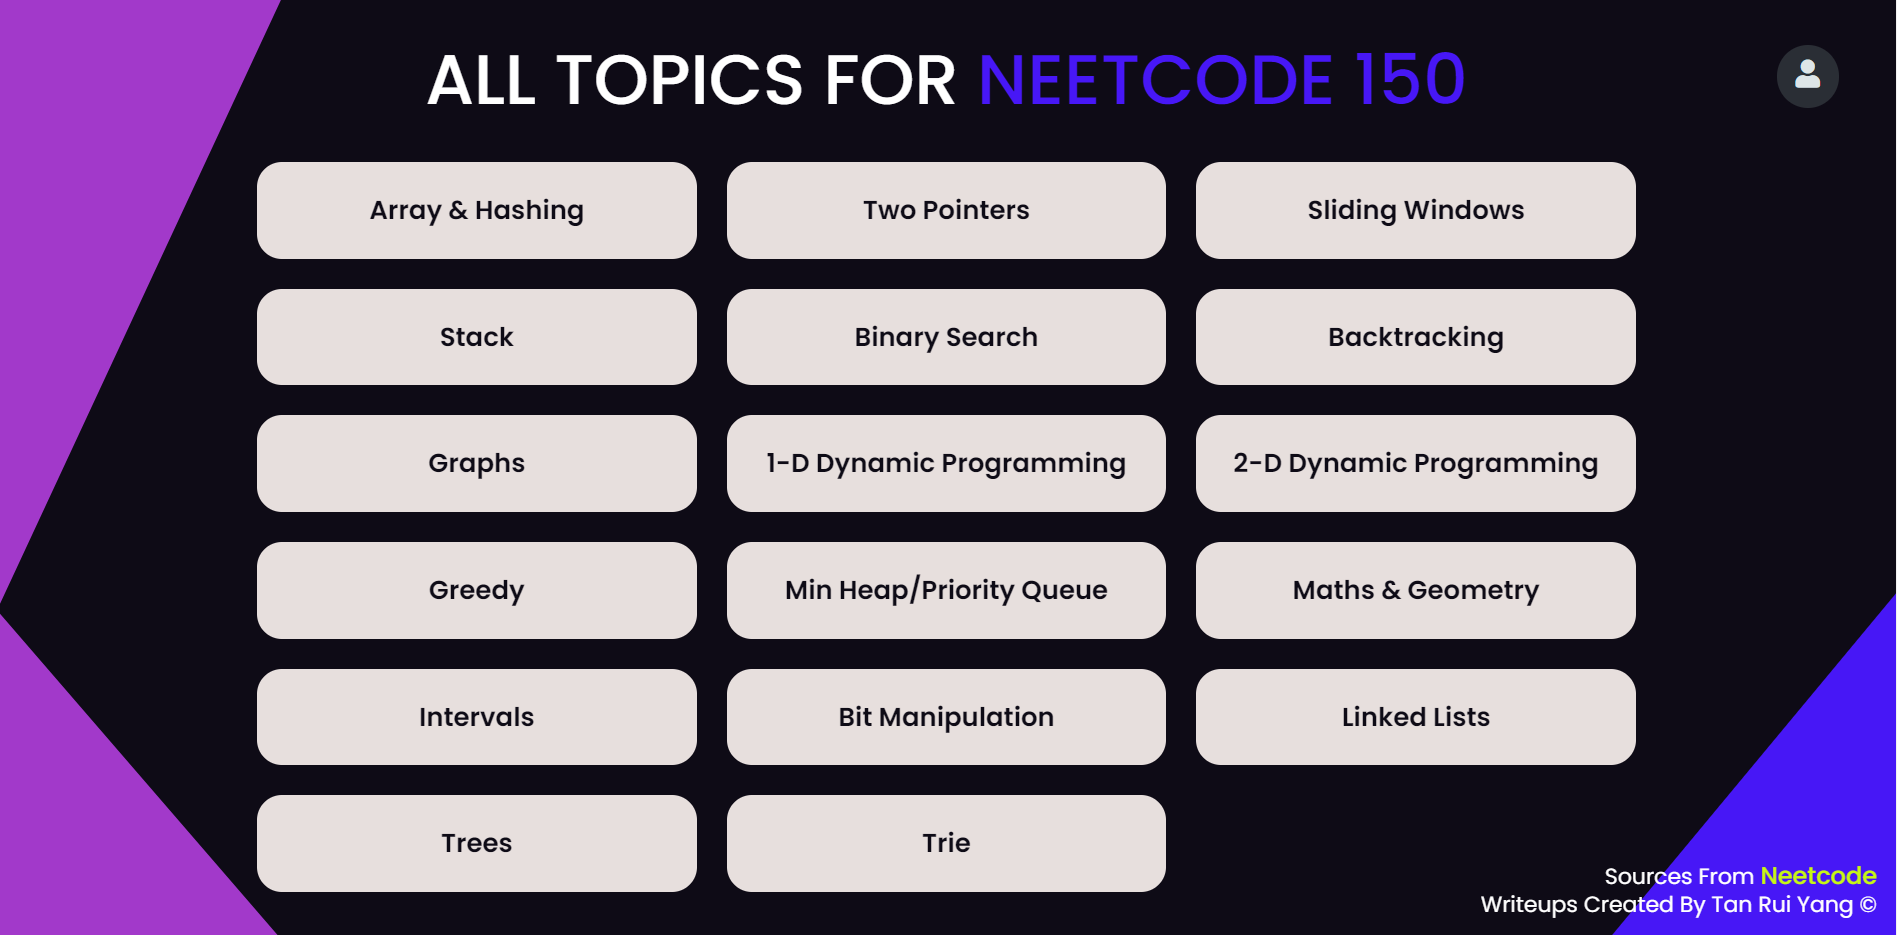 ALL TOPICS FOR NEETCODE 150
Array & Hashing
Two Pointers
Sliding Windows
Stack
Binary Search
Backtracking
Graphs
1-D Dynamic Programming
2-D Dynamic Programming
Greedy
Min Heap/Priority Queue
Maths & Geometry
Intervals
Bit Manipulation
Linked Lists
Trees
Trie
Sources From Neetcode
Writeups Created By Tan Rui Yang ©